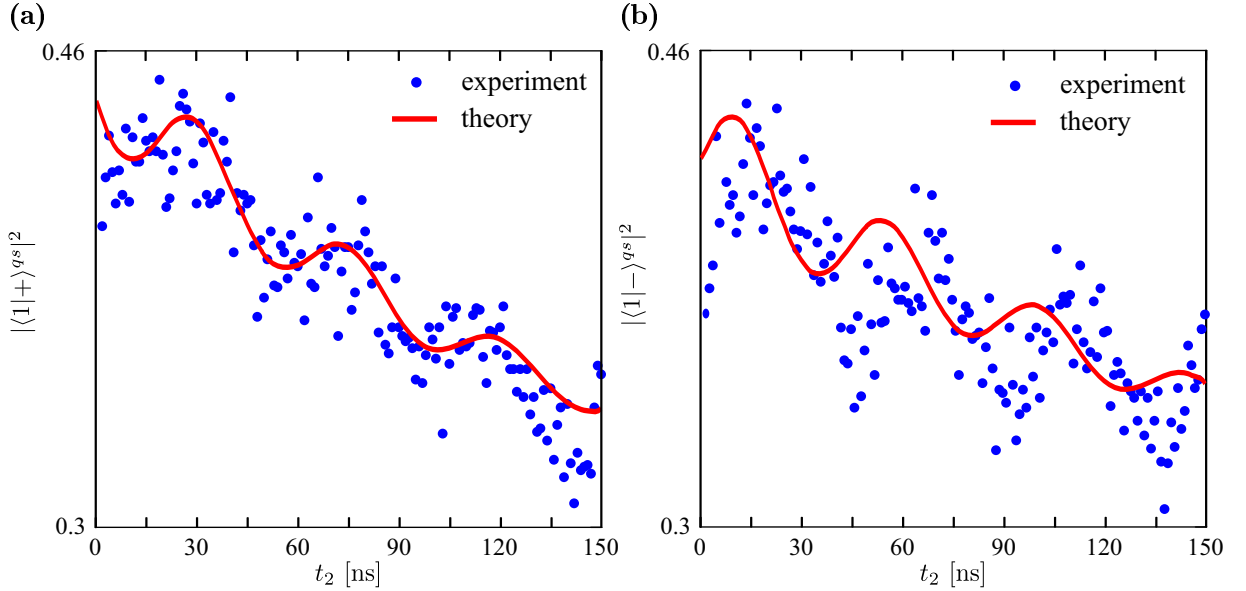 (a)
0.46
experiment
theory
|⟨1|+⟩^{qs}|^2
0.3
0 30 60 90 120 150
t_2 [ns]
(b)
0.46
experiment
theory
|⟨1|−⟩^{qs}|^2
0.3
0 30 60 90 120 150
t_2 [ns]